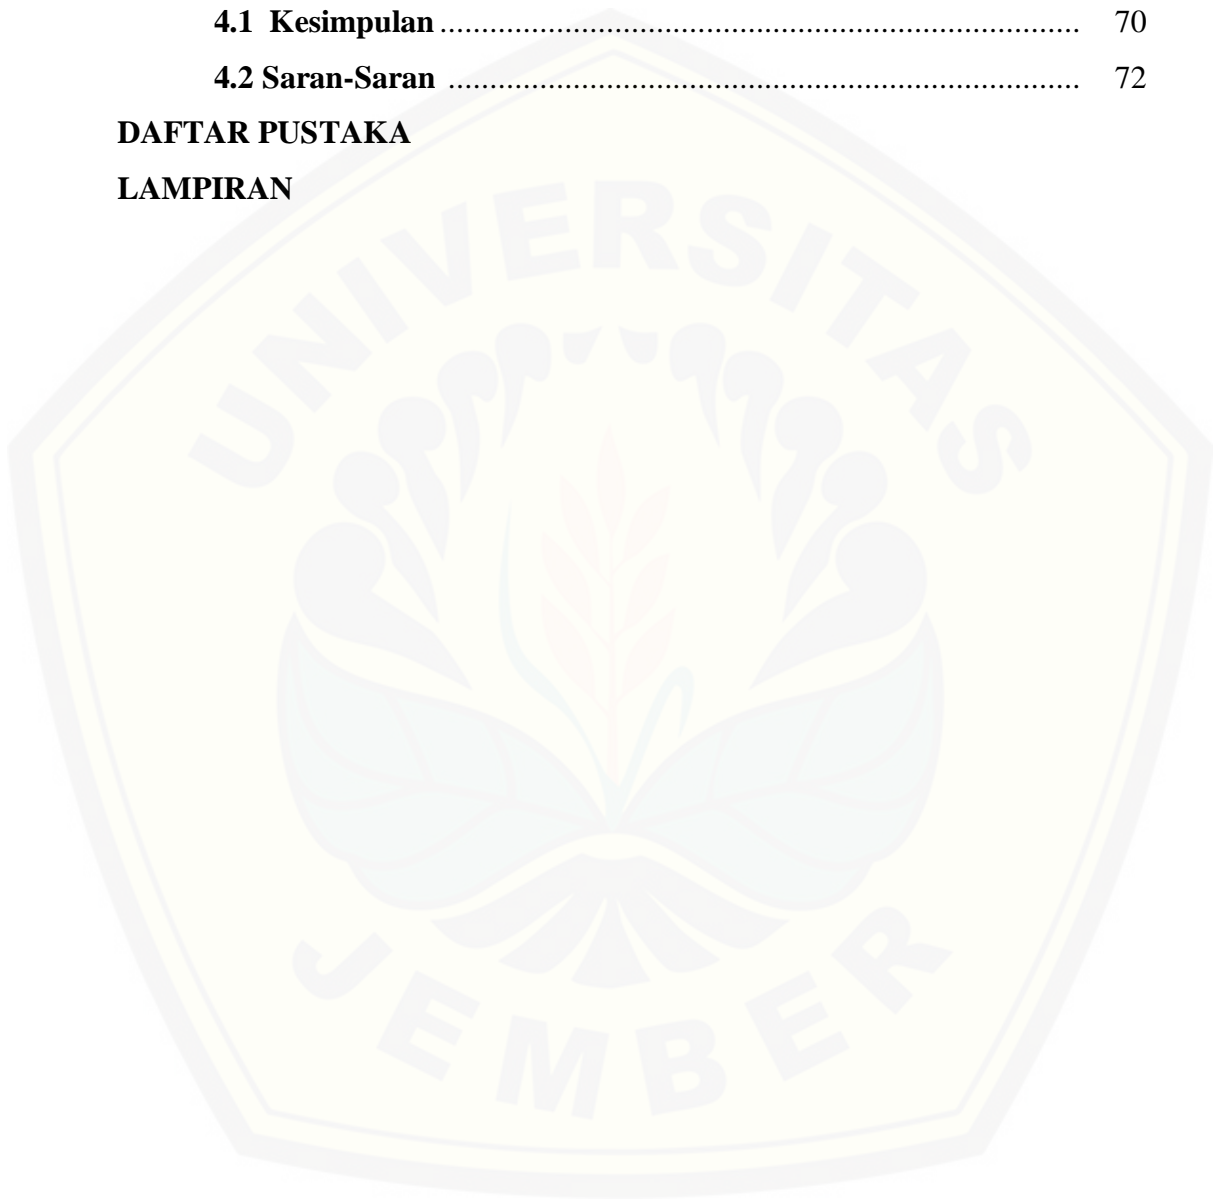 4.1 Kesimpulan ............................................................................. 70
4.2 Saran-Saran ............................................................................ 72
DAFTAR PUSTAKA
LAMPIRAN
UNIVERSITAS
JEMBER